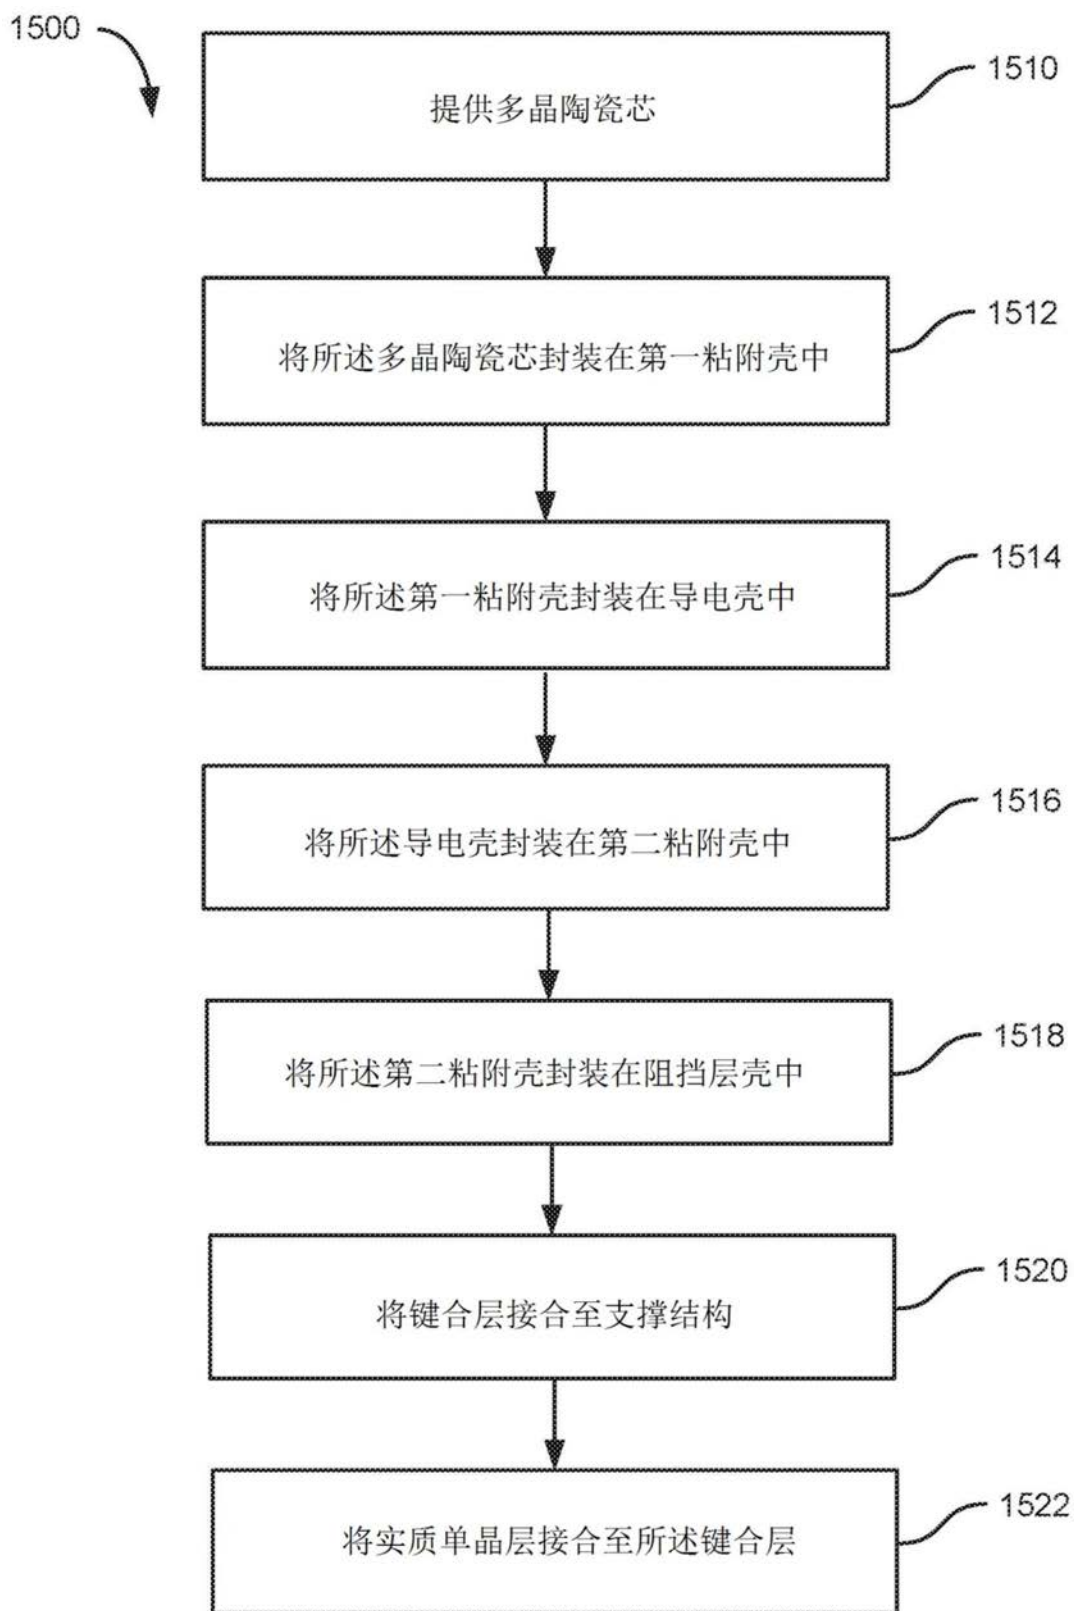 1500
1510
提供多晶陶瓷芯
1512
将所述多晶陶瓷芯封装在第一粘附壳中
1514
将所述第一粘附壳封装在导电壳中
1516
将所述导电壳封装在第二粘附壳中
1518
将所述第二粘附壳封装在阻挡层壳中
1520
将键合层接合至支撑结构
1522
将实质单晶层接合至所述键合层